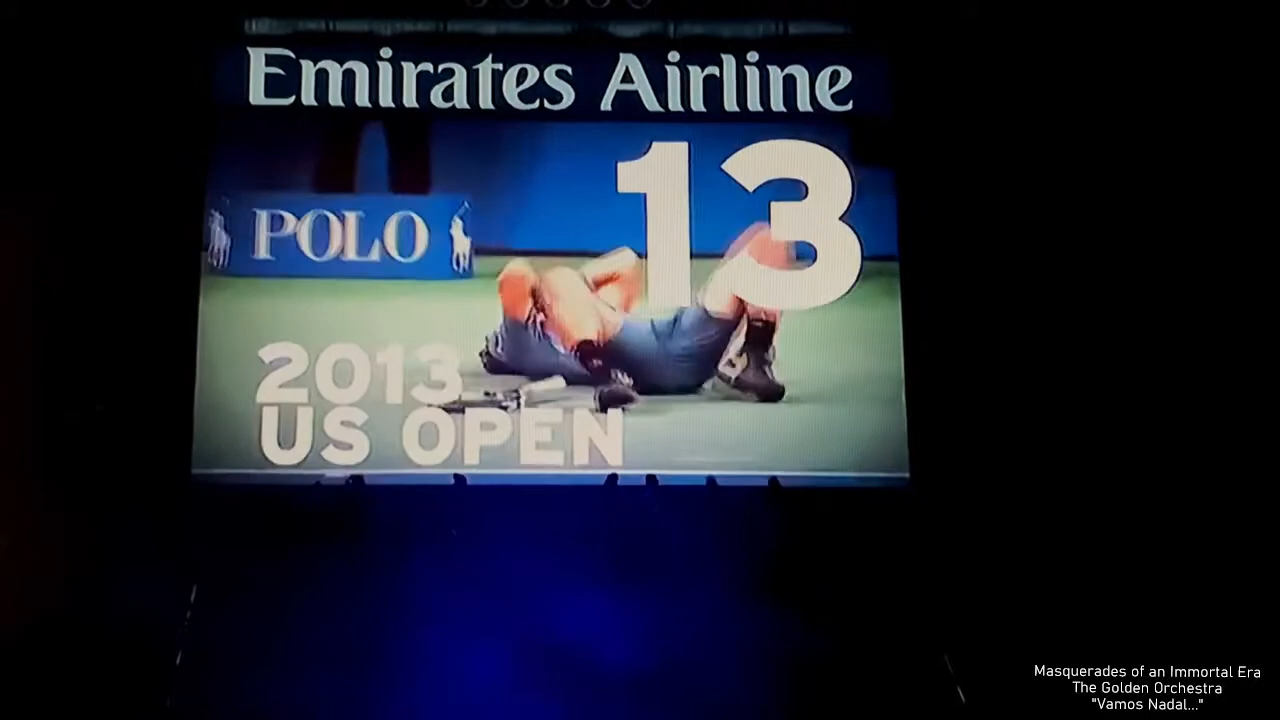 Emirates Airline
13
POLO
2013
US OPEN
Masquerades of an Immortal Era
The Golden Orchestra
"Vamos Nadal..."